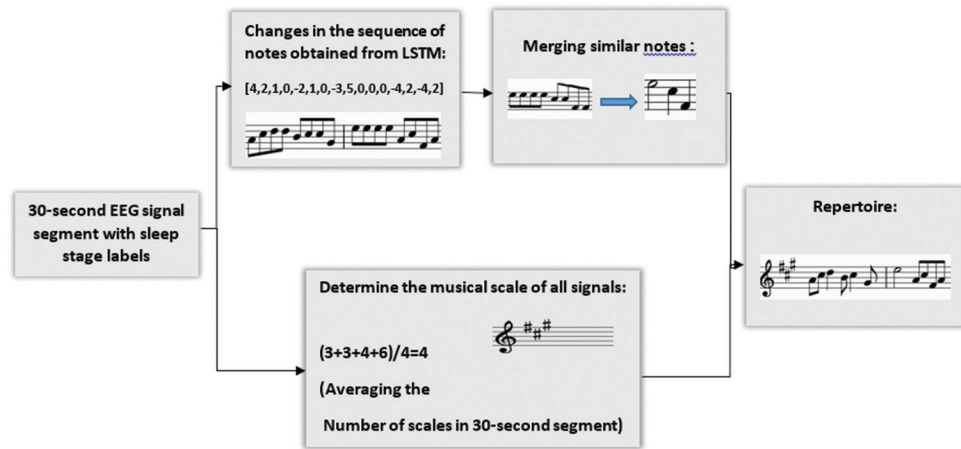 30-second EEG signal
segment with sleep
stage labels
Changes in the sequence of
notes obtained from LSTM:
[4,2,1,0,-2,1,0,-3,5,0,0,0,-4,2,-4,2]
Merging similar notes :
Determine the musical scale of all signals:
(3+3+4+6)/4=4
(Averaging the
Number of scales in 30-second segment)
Repertoire: